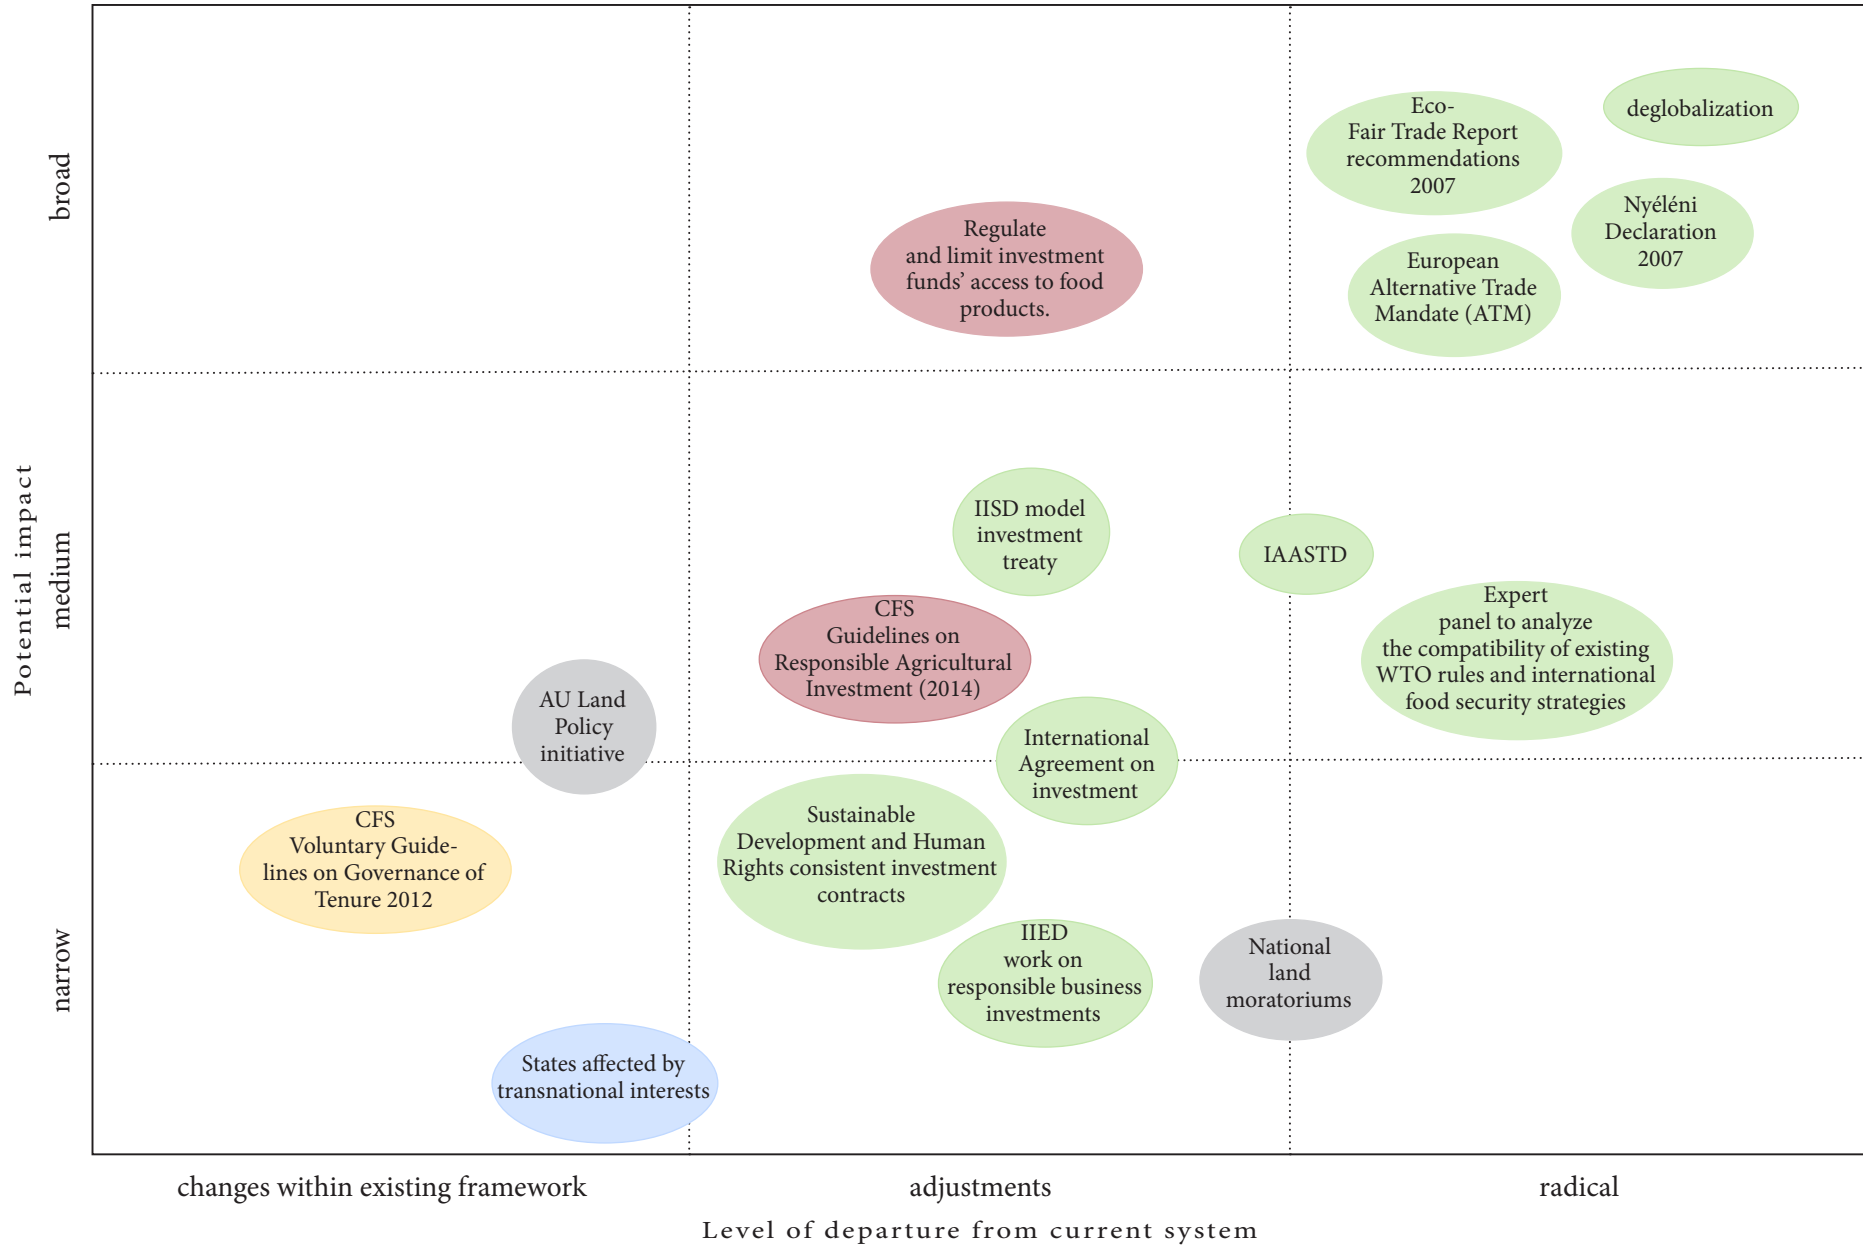 Eco-
Fair Trade Report
recommendations
2007
deglobalization
Nyéléni
Declaration
2007
European
Alternative Trade
Mandate (ATM)
Regulate
and limit investment
funds’ access to food
products.
broad
IISD model
investment
treaty
IAASTD
Expert
panel to analyze
the compatibility of existing
WTO rules and international
food security strategies
CFS
Guidelines on
Responsible Agricultural
Investment (2014)
AU Land
Policy
initiative
International
Agreement on
investment
Potential impact
medium
CFS
Voluntary Guide-
lines on Governance of
Tenure 2012
Sustainable
Development and Human
Rights consistent investment
contracts
IIED
work on
responsible business
investments
National
land
moratoriums
States affected by
transnational interests
narrow
changes within existing framework
adjustments
radical
Level of departure from current system